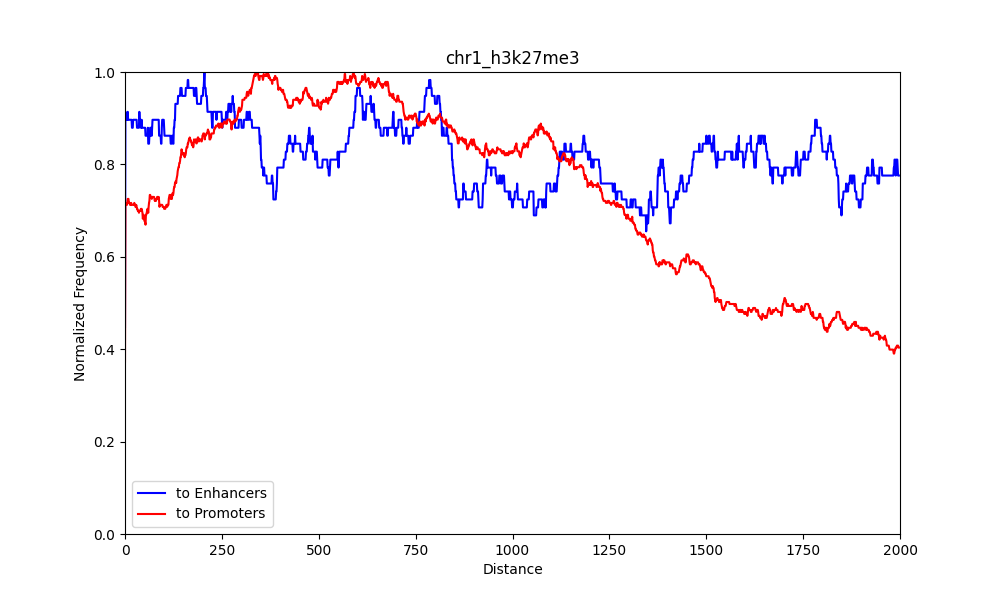 chr1_h3k27me3
Normalized Frequency
1.0
0.8
0.6
0.4
0.2
0.0
to Enhancers
to Promoters
0 250 500 750 1000 1250 1500 1750 2000
Distance